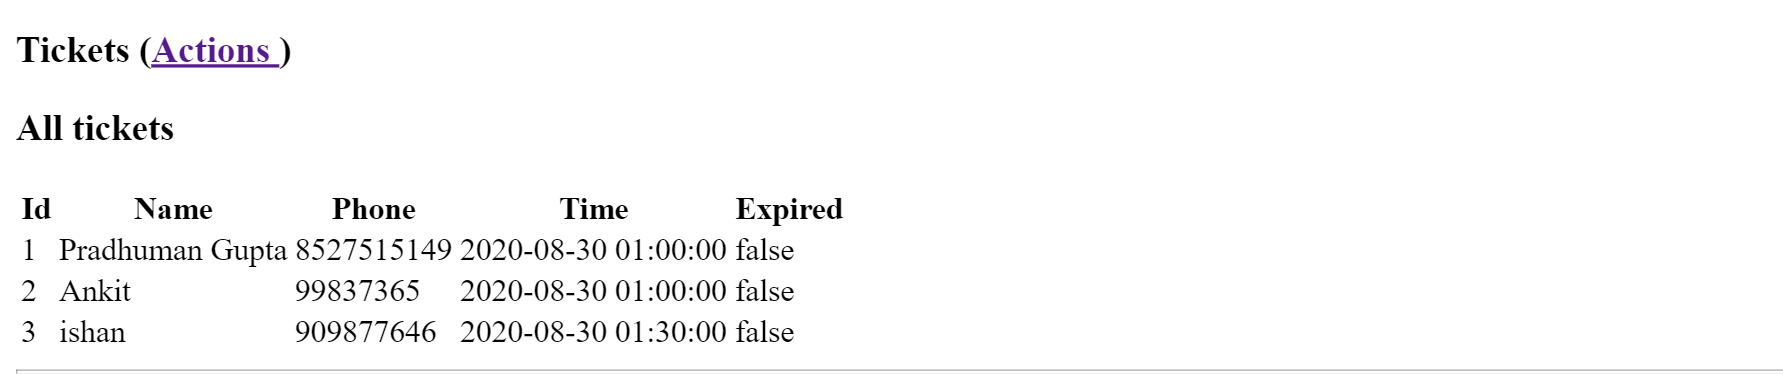 Tickets (Actions )
All tickets
Id Name Phone Time Expired
1 Pradhuman Gupta 8527515149 2020-08-30 01:00:00 false
2 Ankit 99837365 2020-08-30 01:00:00 false
3 ishan 909877646 2020-08-30 01:30:00 false